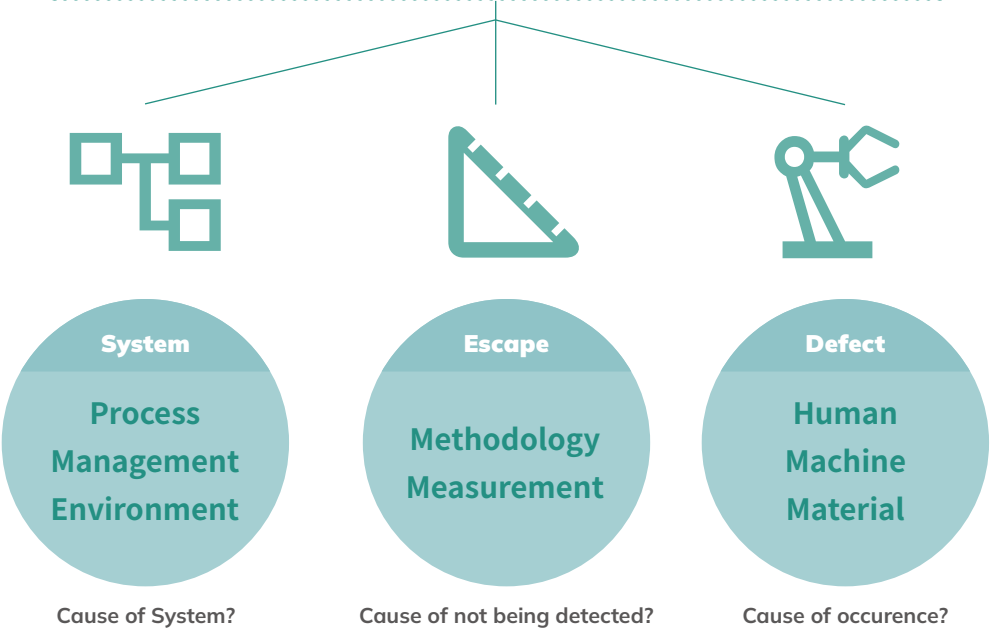 System
Process
Management
Environment
Cause of System?
Escape
Methodology
Measurement
Cause of not being detected?
Defect
Human
Machine
Material
Cause of occurence?